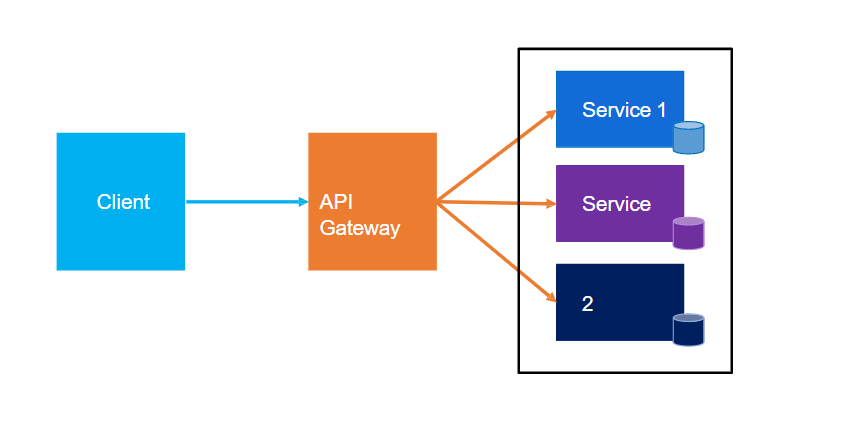 Client
API
Gateway
Service 1
Service
2